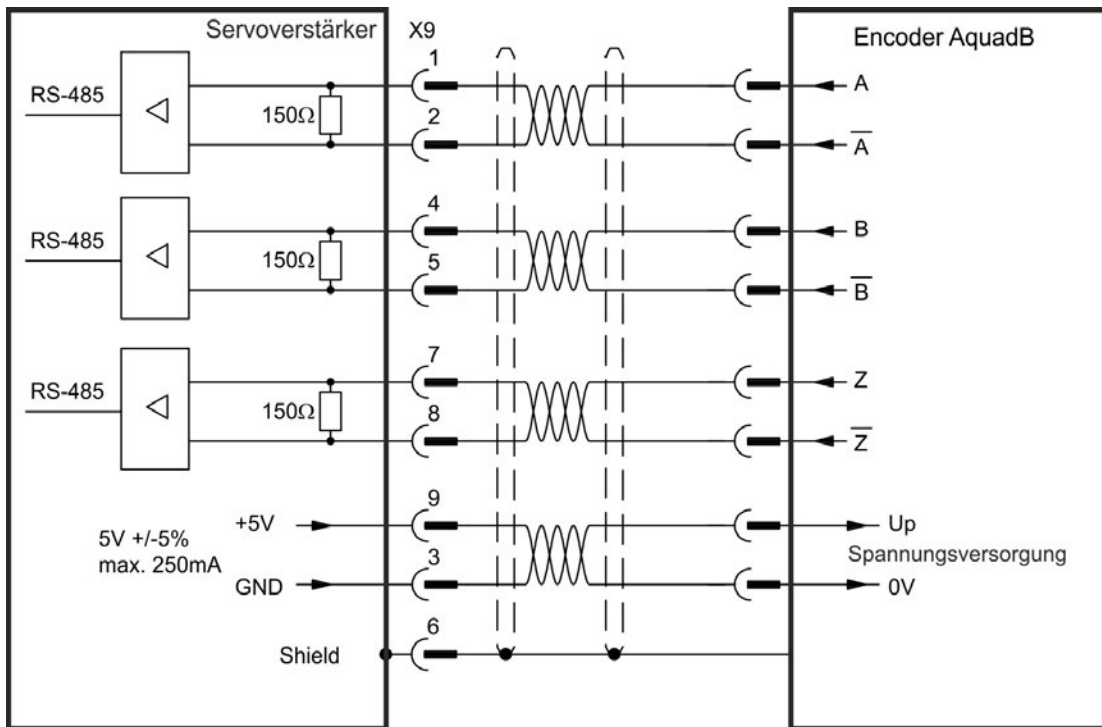 Servoverstärker
X9
Encoder AquadB
RS-485
150Ω
1
2
A
A̅
RS-485
150Ω
4
5
B
B̅
RS-485
150Ω
7
8
Z
Z̅
5V +/-5%
max. 250mA
+5V
GND
9
3
Up
Spannungsversorgung
0V
Shield
6